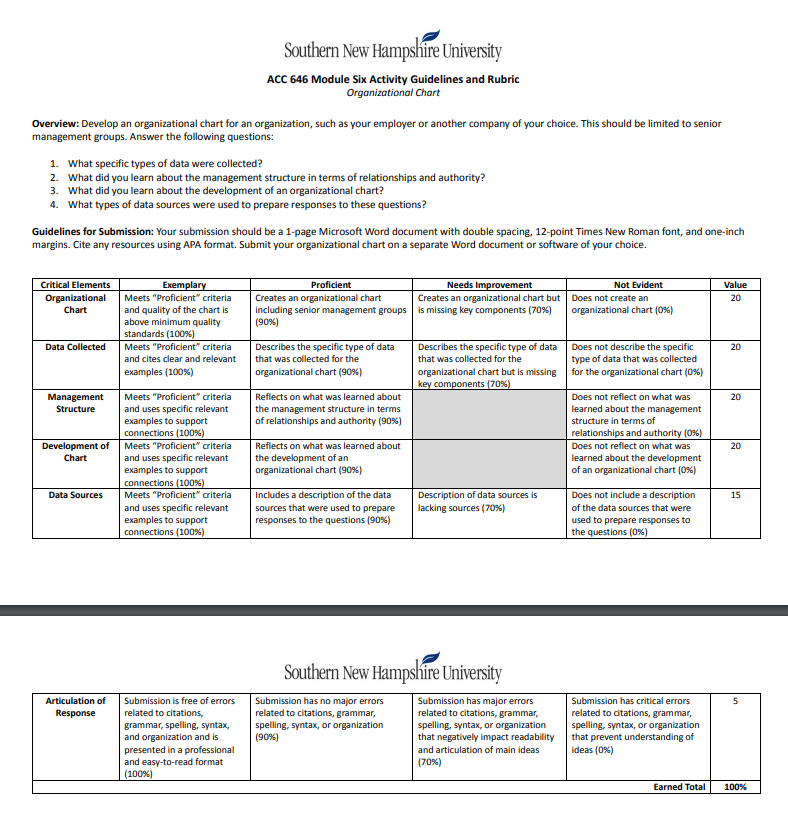 Southern New Hampshire University
ACC 646 Module Six Activity Guidelines and Rubric
Organizational Chart
Overview: Develop an organizational chart for an organization, such as your employer or another company of your choice. This should be limited to senior
management groups. Answer the following questions:
1. What specific types of data were collected?
2. What did you learn about the management structure in terms of relationships and authority?
3. What did you learn about the development of an organizational chart?
4. What types of data sources were used to prepare responses to these questions?
Guidelines for Submission: Your submission should be a 1-page Microsoft Word document with double spacing, 12-point Times New Roman font, and one-inch
margins. Cite any resources using APA format. Submit your organizational chart on a separate Word document or software of your choice.
Critical Elements Exemplary Proficient Needs Improvement Not Evident Value
Organizational
Chart
Meets “Proficient” criteria
and quality of the chart is
above minimum quality
standards (100%)
Creates an organizational chart
including senior management groups
(90%)
Creates an organizational chart but
is missing key components (70%)
Does not create an
organizational chart (0%)
20
Data Collected
Meets “Proficient” criteria
and cites clear and relevant
examples (100%)
Describes the specific type of data
that was collected for the
organizational chart (90%)
Describes the specific type of data
that was collected for the
organizational chart but is missing
key components (70%)
Does not describe the specific
type of data that was collected
for the organizational chart (0%)
20
Management
Structure
Meets “Proficient” criteria
and uses specific relevant
examples to support
connections (100%)
Reflects on what was learned about
the management structure in terms
of relationships and authority (90%)
Does not reflect on what was
learned about the management
structure in terms of
relationships and authority (0%)
20
Development of
Chart
Meets “Proficient” criteria
and uses specific relevant
examples to support
connections (100%)
Reflects on what was learned about
the development of an
organizational chart (90%)
Does not reflect on what was
learned about the development
of an organizational chart (0%)
20
Data Sources
Meets “Proficient” criteria
and uses specific relevant
examples to support
connections (100%)
Includes a description of the data
sources that were used to prepare
responses to the questions (90%)
Description of data sources is
lacking sources (70%)
Does not include a description
of the data sources that were
used to prepare responses to
the questions (0%)
15
Southern New Hampshire University
Articulation of
Response
Submission is free of errors
related to citations,
grammar, spelling, syntax,
and organization and is
presented in a professional
and easy-to-read format
(100%)
Submission has no major errors
related to citations, grammar,
spelling, syntax, or organization
(90%)
Submission has major errors
related to citations, grammar,
spelling, syntax, or organization
that negatively impact readability
and articulation of main ideas
(70%)
Submission has critical errors
related to citations, grammar,
spelling, syntax, or organization
that prevent understanding of
ideas (0%)
5
Earned Total 100%